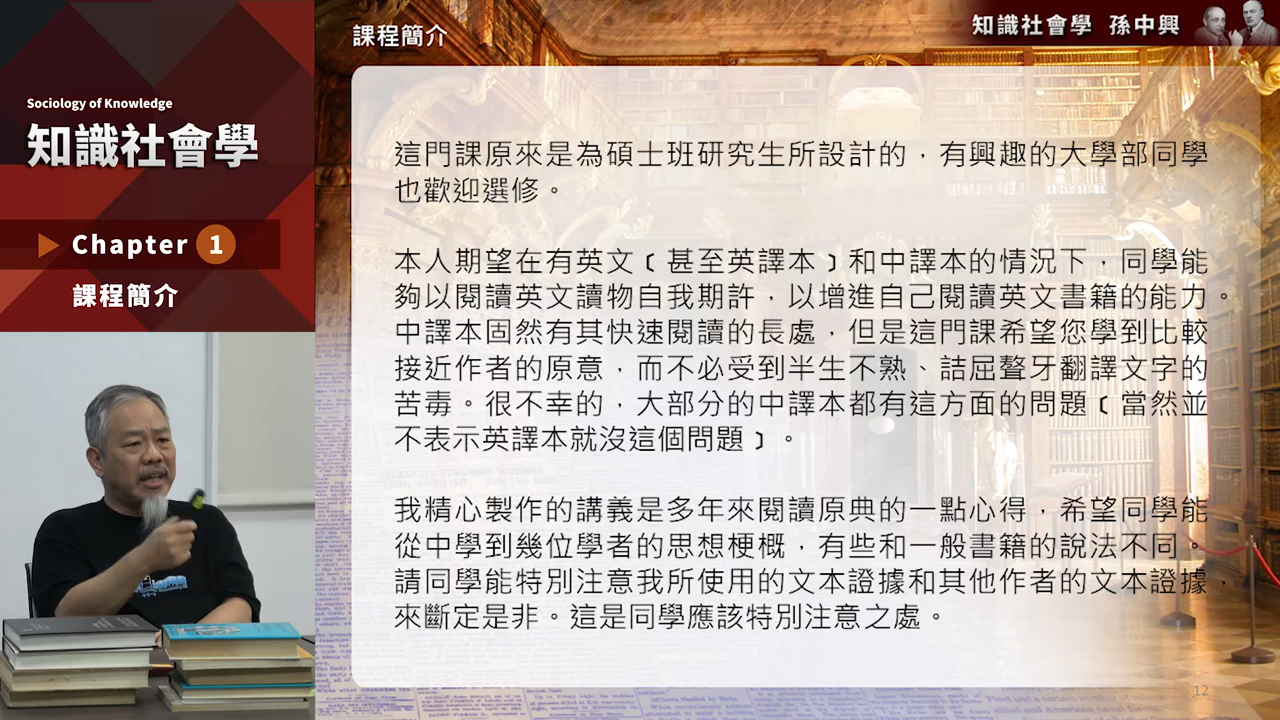 課程簡介
知識社會學 孫中興
Sociology of Knowledge
知識社會學
Chapter 1
課程簡介
這門課原來是為碩士班研究生所設計的，有興趣的大學部同學
也歡迎選修。
本人期望在有英文﹝甚至英譯本﹞和中譯本的情況下，同學能
夠以閱讀英文讀物自我期許，以增進自己閱讀英文書籍的能力。
中譯本固然有其快速閱讀的長處，但是這門課希望您學到比較
接近作者的原意，而不必受到半生不熟、詰屈聱牙翻譯文字的
苦毒。很不幸的，大部分的中譯本都有這方面的問題﹝當然並
不表示英譯本就沒這個問題﹞。
我精心製作的講義是多年來閱讀原典的一點心得，希望同學能
從中學到幾位學者的思想梗概，有些和一般書籍的說法不同。
請同學能特別注意我所使用的文本證據和其他作者的文本證據，
來斷定是非。這是同學應該特別注意之處。
12